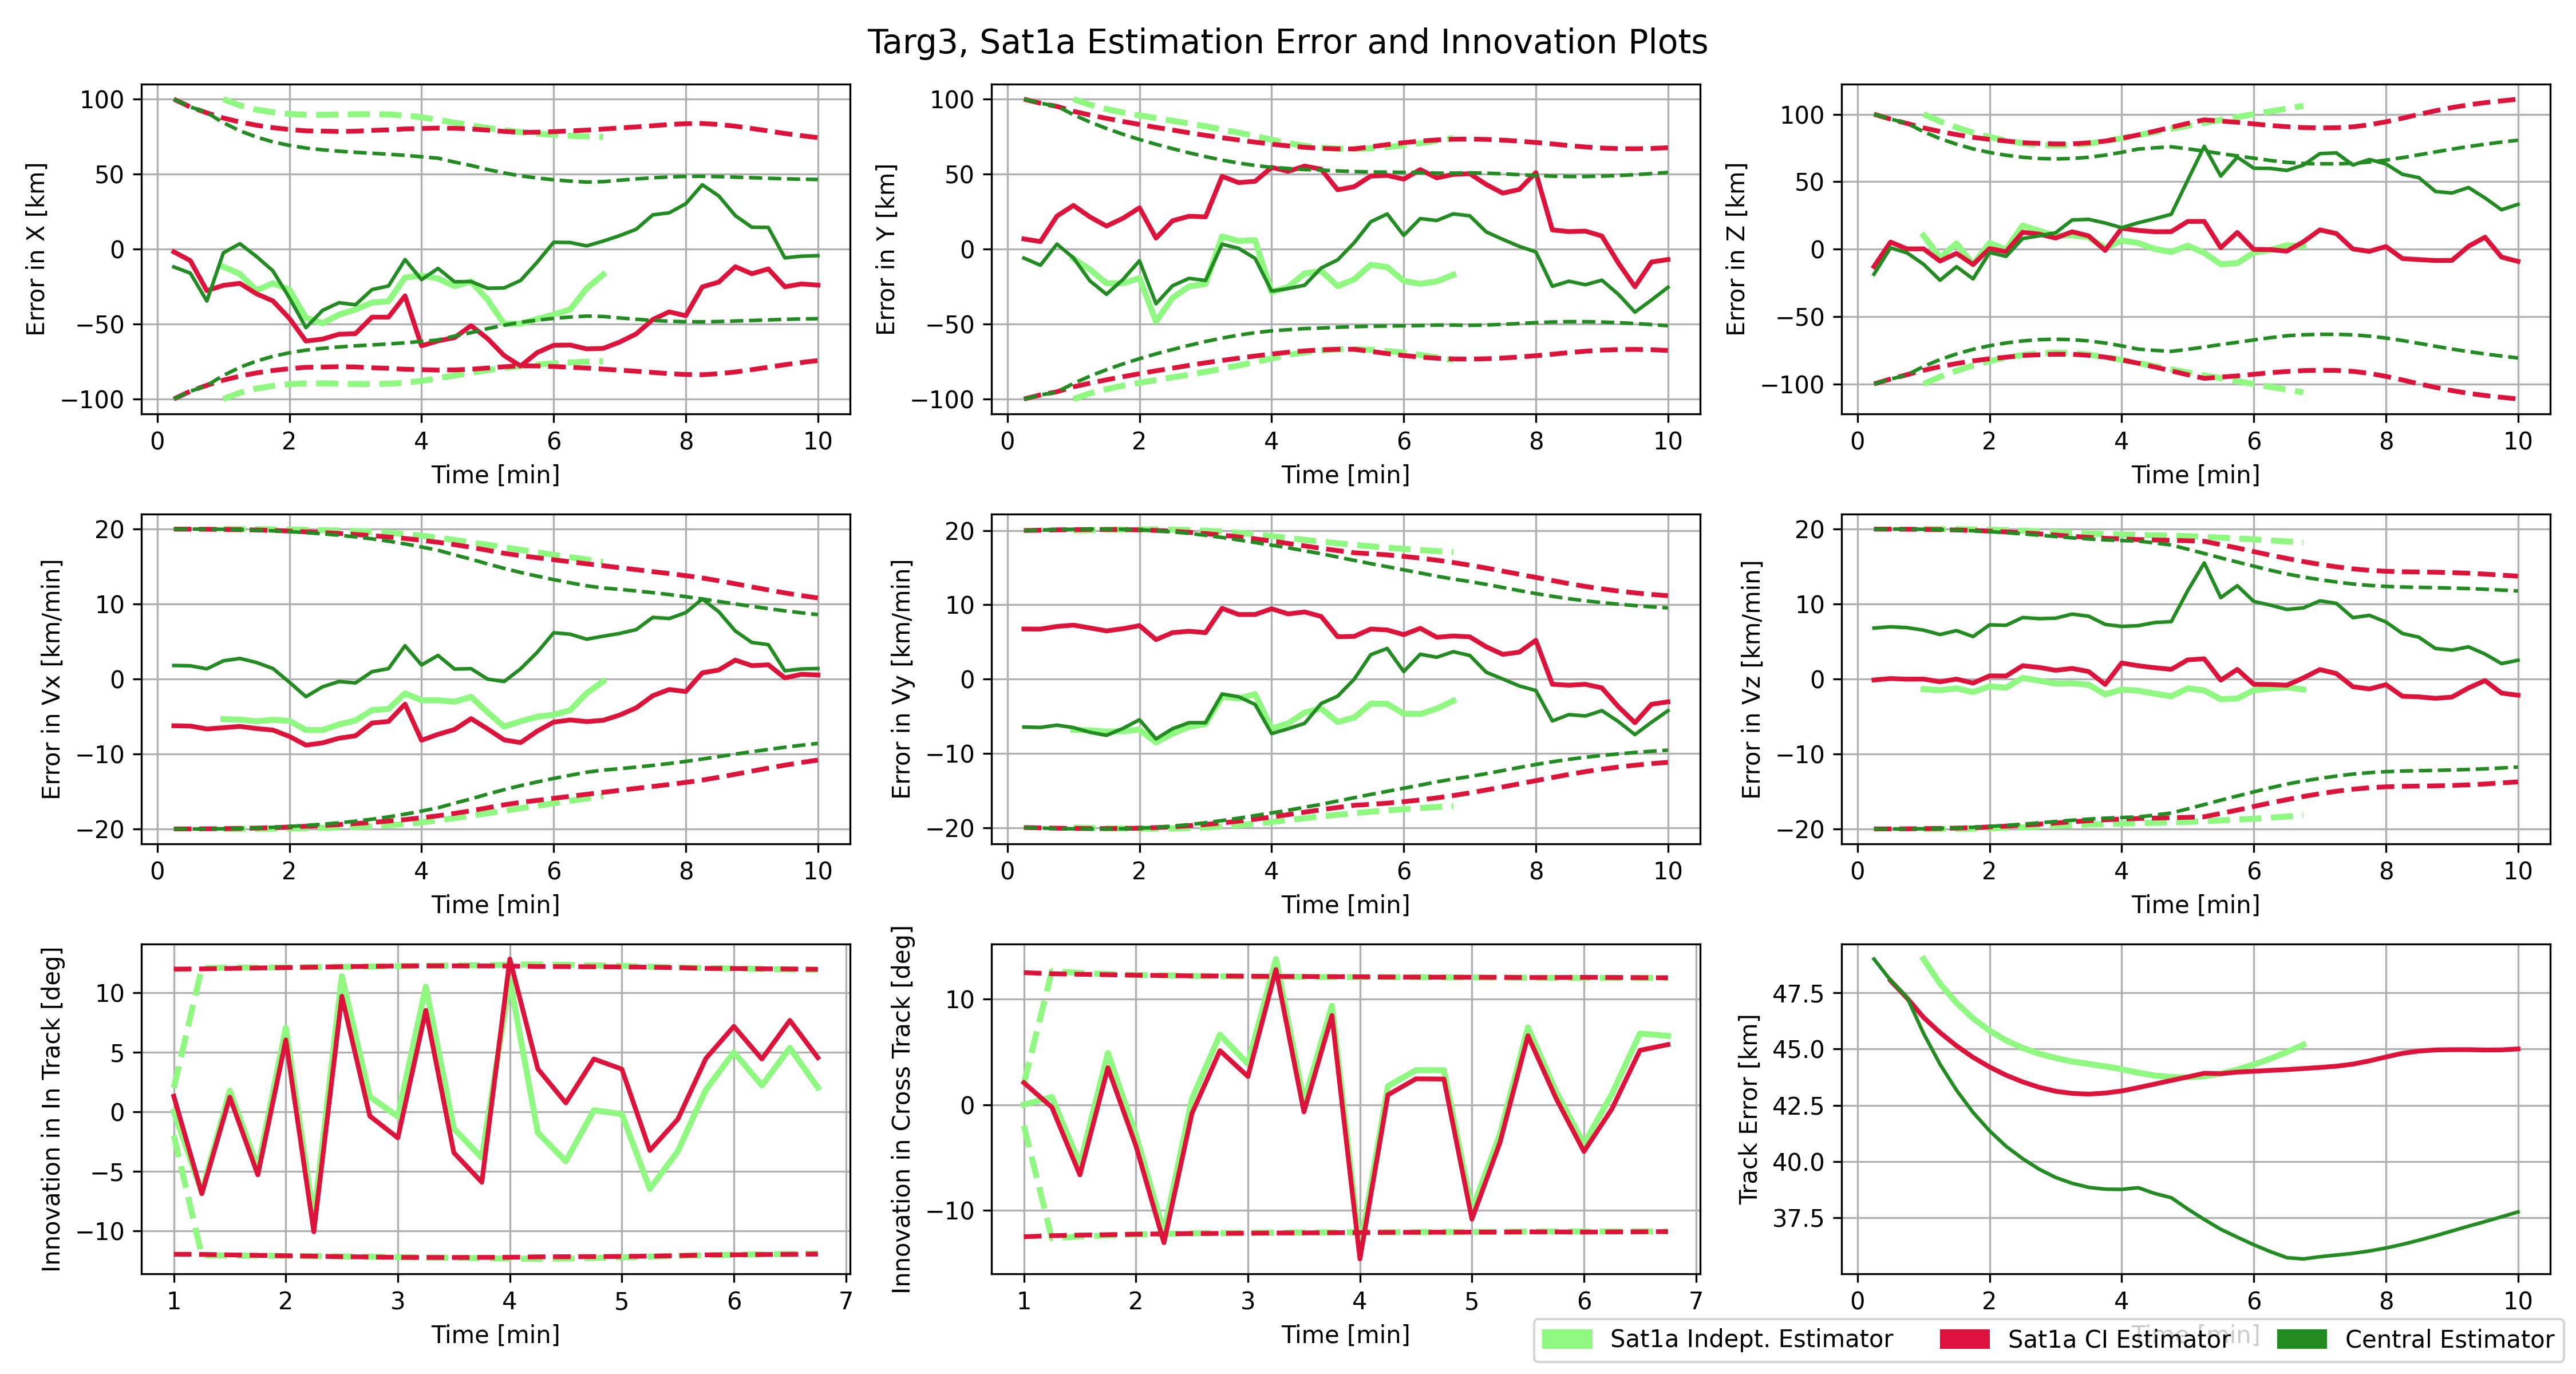 Targ3, Sat1a Estimation Error and Innovation Plots
Error in X [km]
100
50
0
−50
−100
0 2 4 6 8 10
Time [min]
Error in Y [km]
100
50
0
−50
−100
0 2 4 6 8 10
Time [min]
Error in Z [km]
100
50
0
−50
−100
0 2 4 6 8 10
Time [min]
Error in Vx [km/min]
20
10
0
−10
−20
0 2 4 6 8 10
Time [min]
Error in Vy [km/min]
20
10
0
−10
−20
0 2 4 6 8 10
Time [min]
Error in Vz [km/min]
20
10
0
−10
−20
0 2 4 6 8 10
Time [min]
Innovation in In Track [deg]
10
5
0
−5
−10
1 2 3 4 5 6 7
Time [min]
Innovation in Cross Track [deg]
10
0
−10
1 2 3 4 5 6 7
Time [min]
Track Error [km]
47.5
45.0
42.5
40.0
37.5
0 2 4 6 8 10
Time [min]
Sat1a Indept. Estimator Sat1a CI Estimator Central Estimator